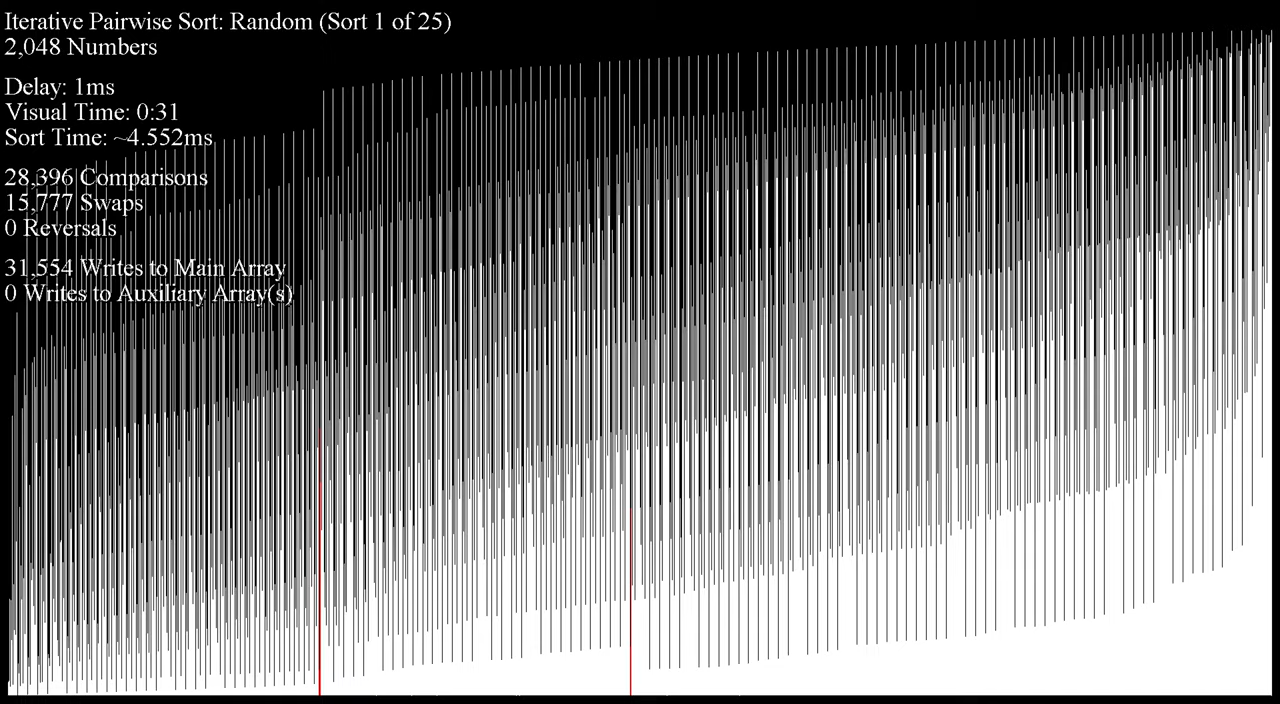 Iterative Pairwise Sort: Random (Sort 1 of 25)
2,048 Numbers
Delay: 1ms
Visual Time: 0:31
Sort Time: ~4.552ms
28,396 Comparisons
15,777 Swaps
0 Reversals
31,554 Writes to Main Array
0 Writes to Auxiliary Array(s)